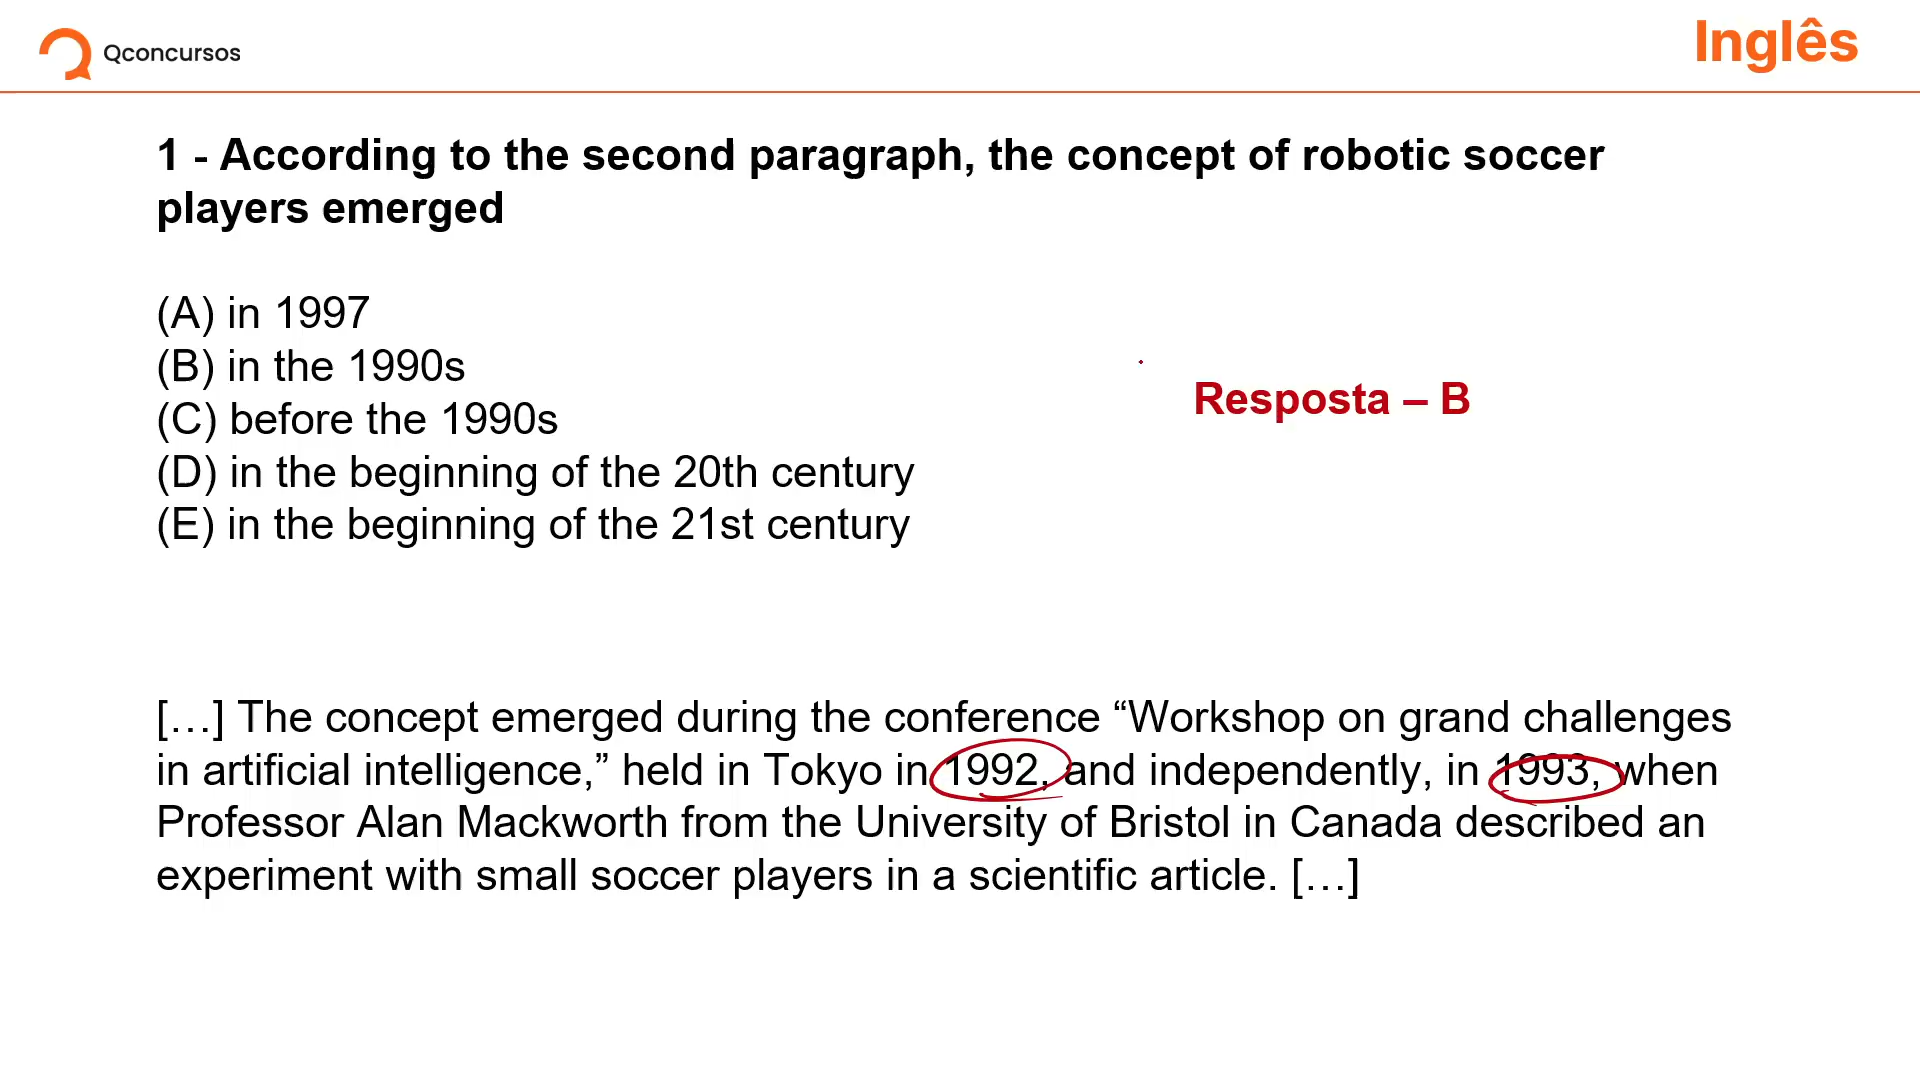 Qconcursos
Inglês
1 - According to the second paragraph, the concept of robotic soccer
players emerged
(A) in 1997
(B) in the 1990s
(C) before the 1990s
(D) in the beginning of the 20th century
(E) in the beginning of the 21st century
Resposta – B
[…] The concept emerged during the conference “Workshop on grand challenges
in artificial intelligence,” held in Tokyo in 1992, and independently, in 1993, when
Professor Alan Mackworth from the University of Bristol in Canada described an
experiment with small soccer players in a scientific article. […]